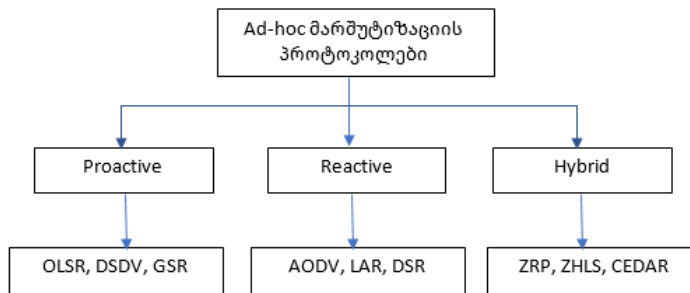 Ad-hoc მარშუტიზაციის
პროტოკოლები
Proactive
Reactive
Hybrid
OLSR, DSDV, GSR
AODV, LAR, DSR
ZRP, ZHLS, CEDAR